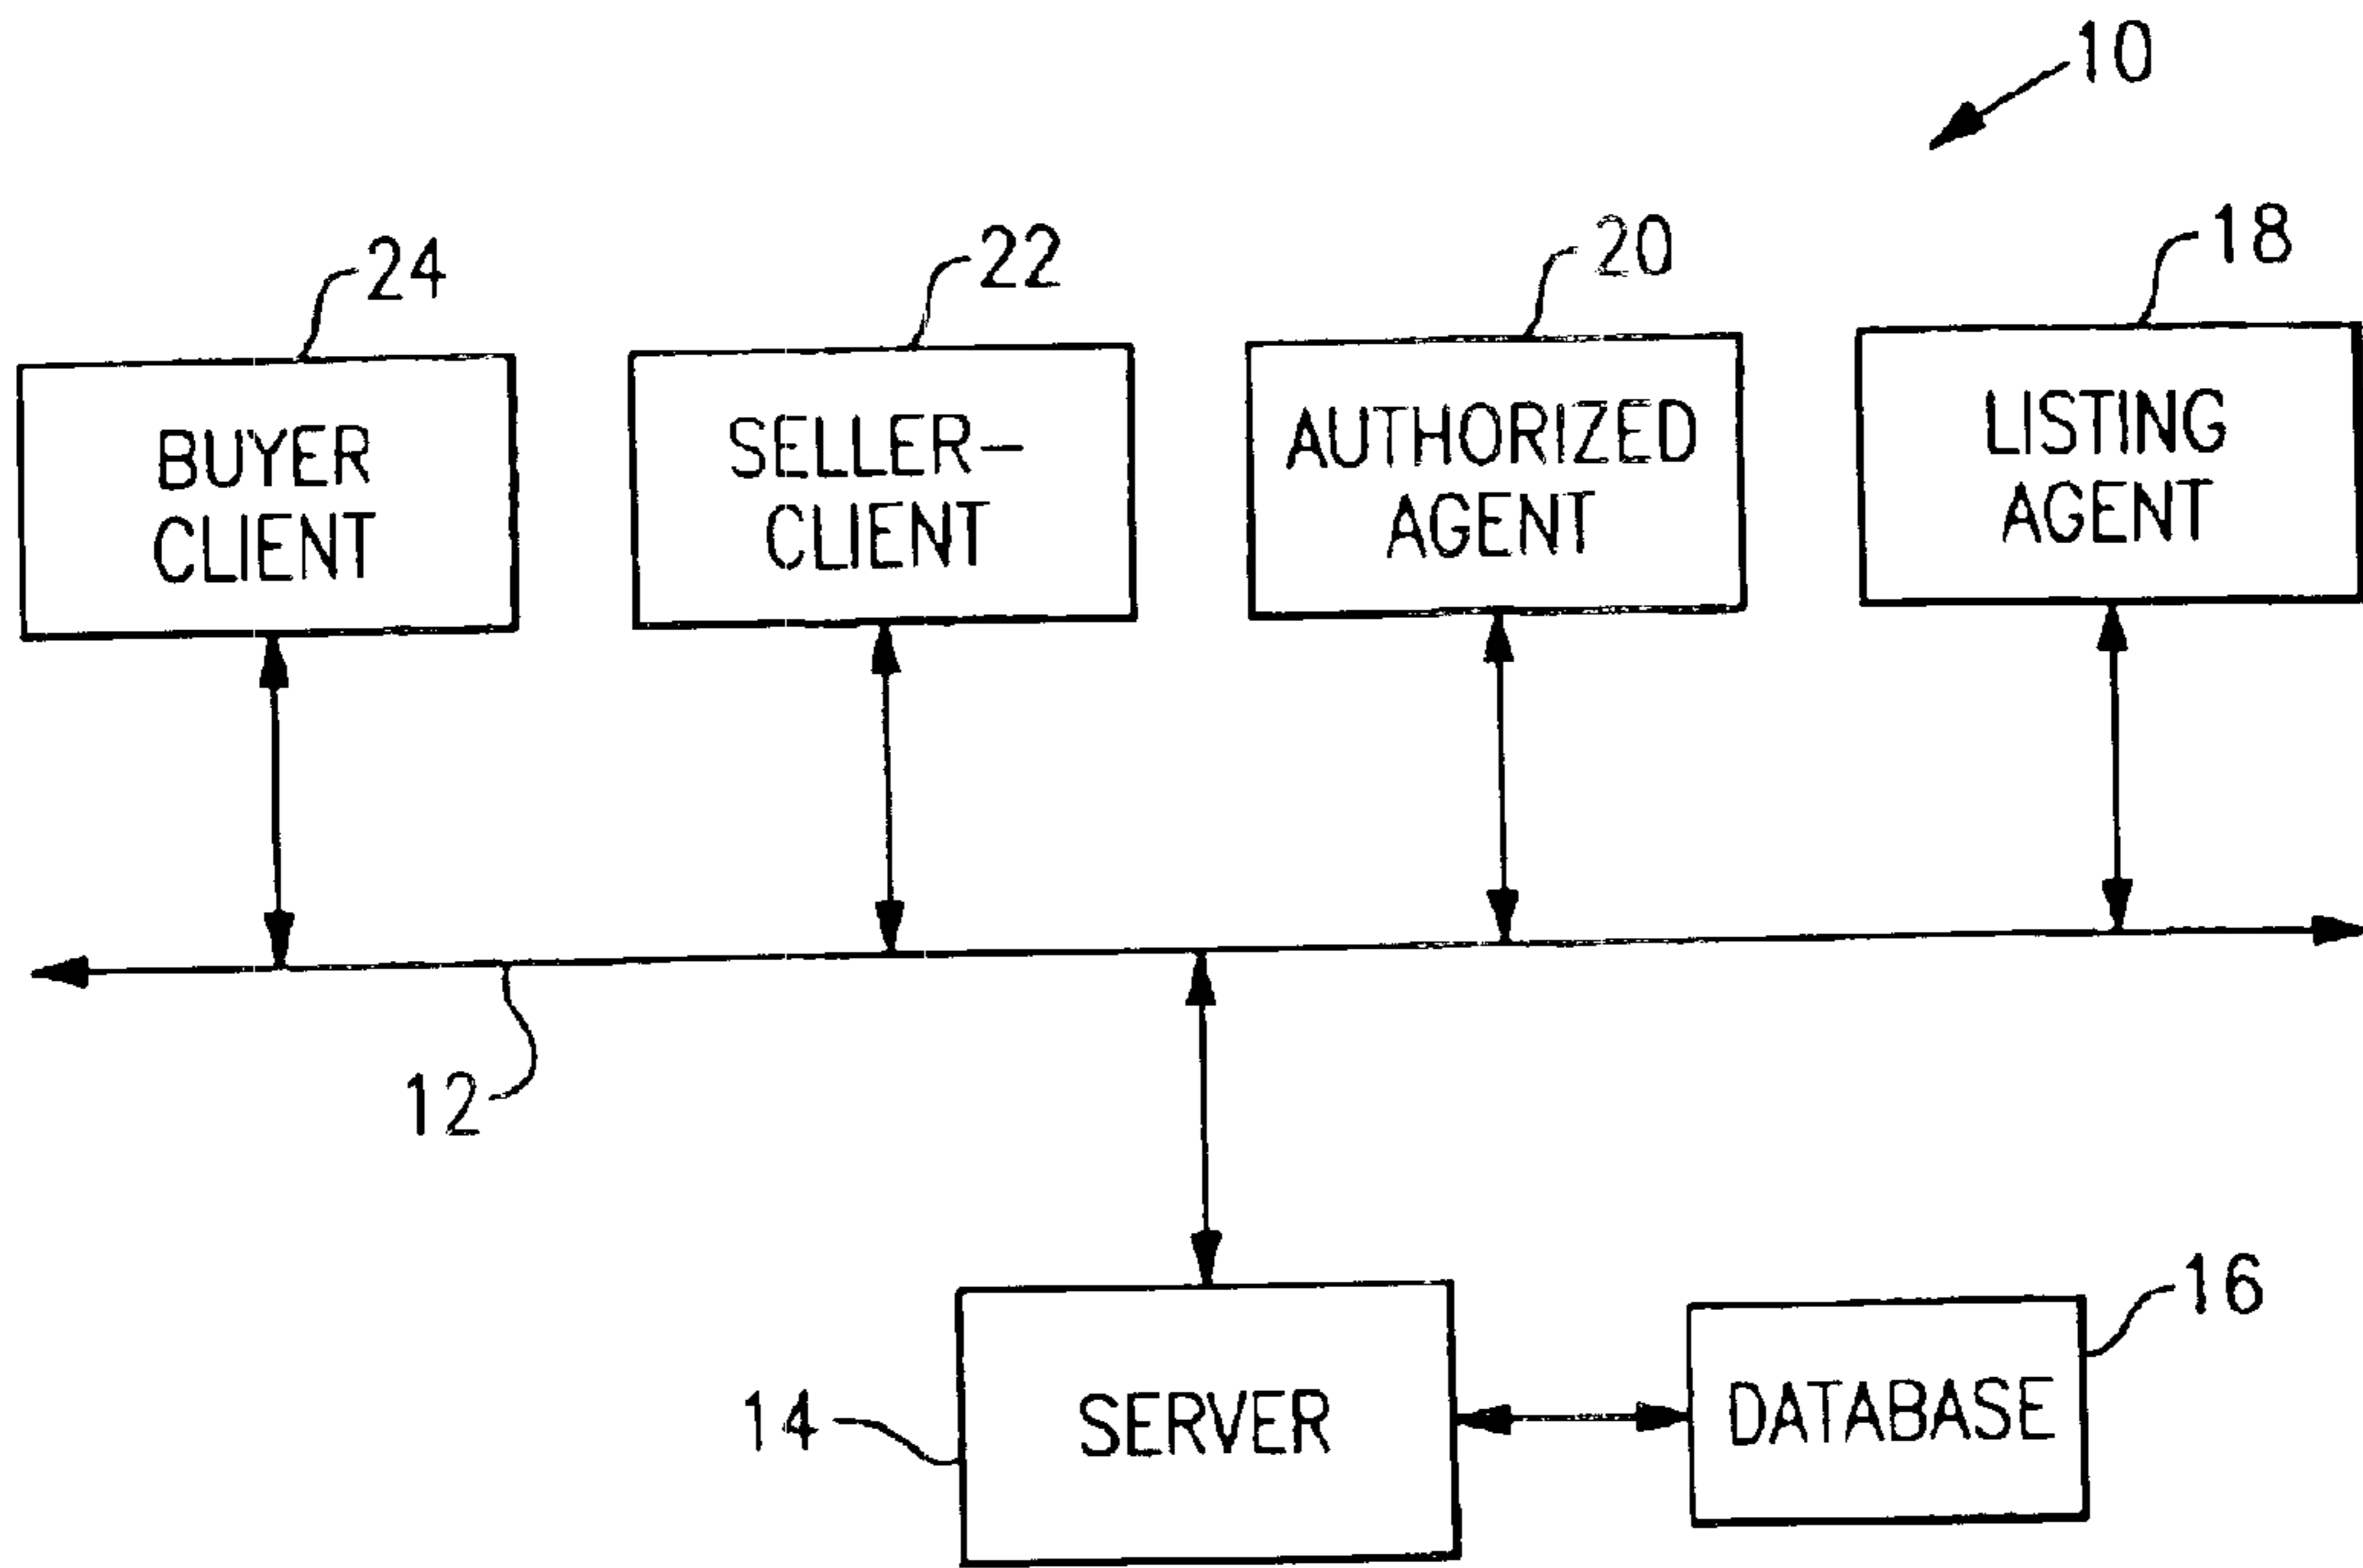 10
24
22
20
18
BUYER
CLIENT
SELLER-
CLIENT
AUTHORIZED
AGENT
LISTING
AGENT
12
14
SERVER
DATABASE
16